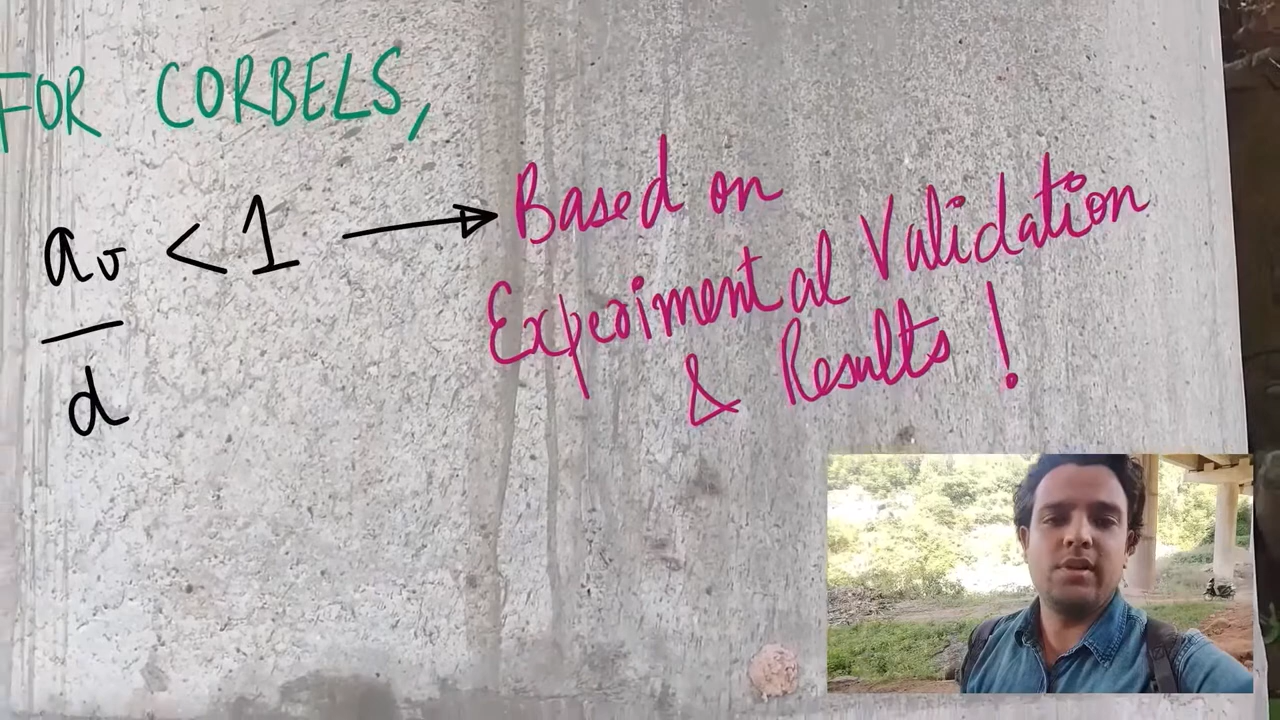 FOR CORBELS,
av < 1
d
Based on
Experimental Validation
& Results !